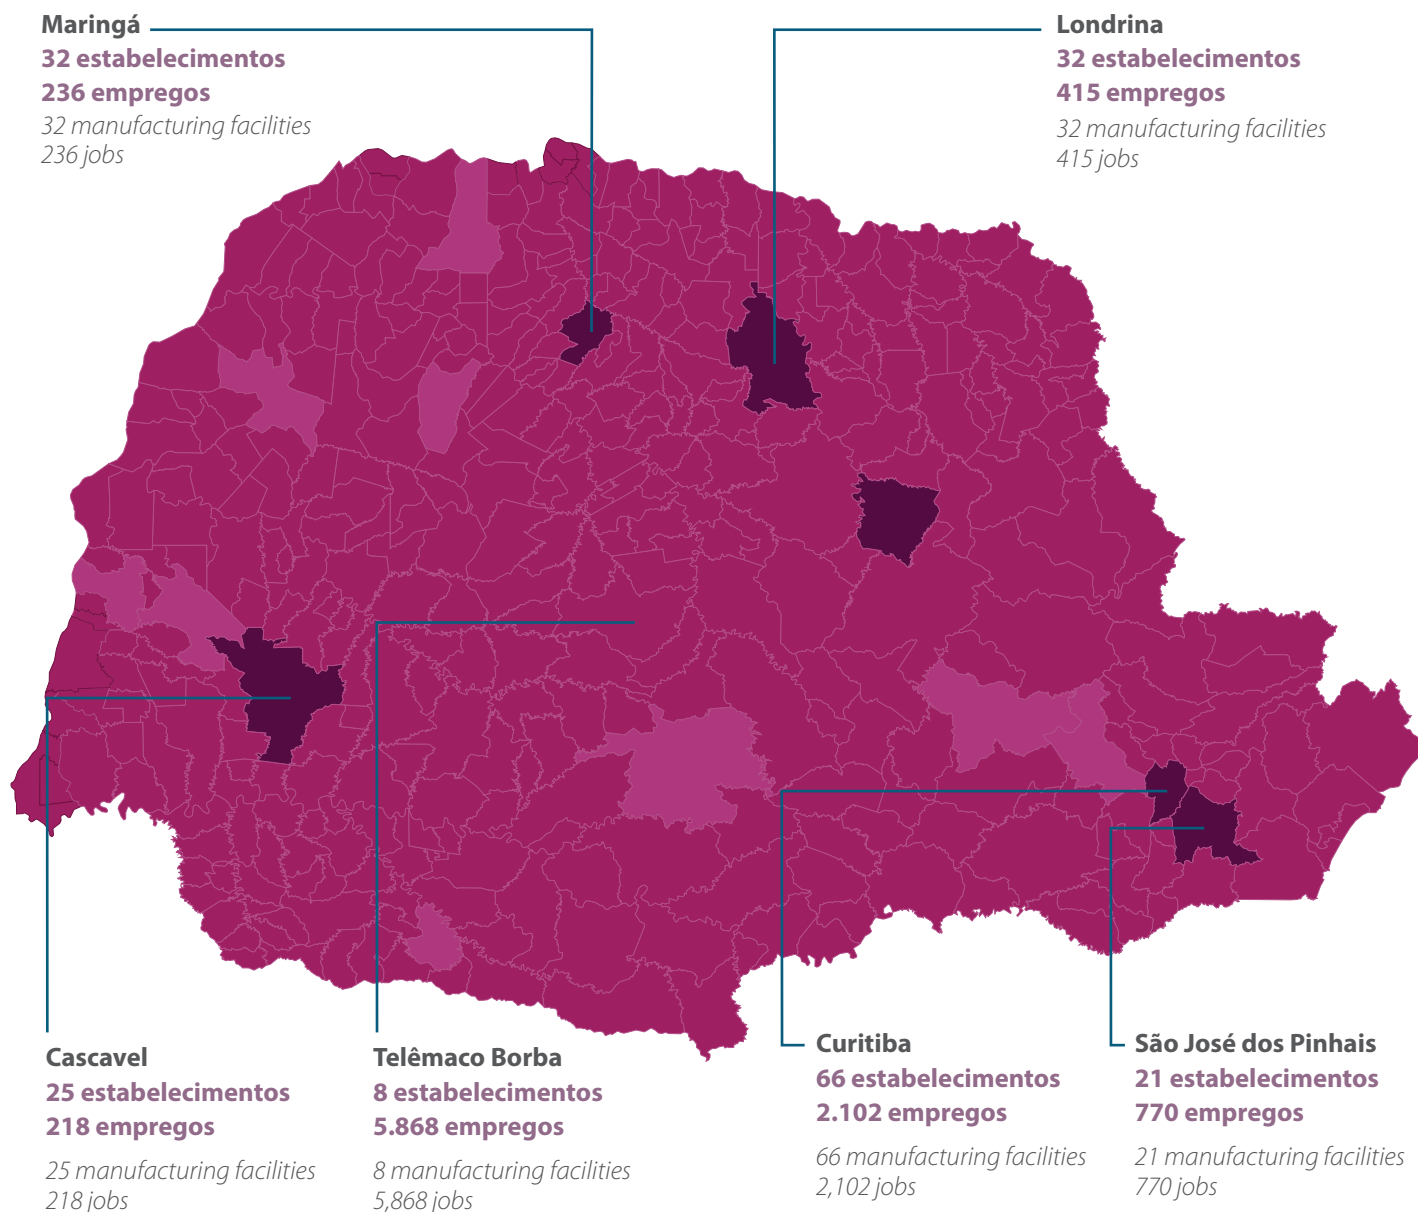 Maringá
32 estabelecimentos
236 empregos
32 manufacturing facilities
236 jobs
Londrina
32 estabelecimentos
415 empregos
32 manufacturing facilities
415 jobs
Cascavel
25 estabelecimentos
218 empregos
25 manufacturing facilities
218 jobs
Telêmaco Borba
8 estabelecimentos
5.868 empregos
8 manufacturing facilities
5,868 jobs
Curitiba
66 estabelecimentos
2.102 empregos
66 manufacturing facilities
2,102 jobs
São José dos Pinhais
21 estabelecimentos
770 empregos
21 manufacturing facilities
770 jobs